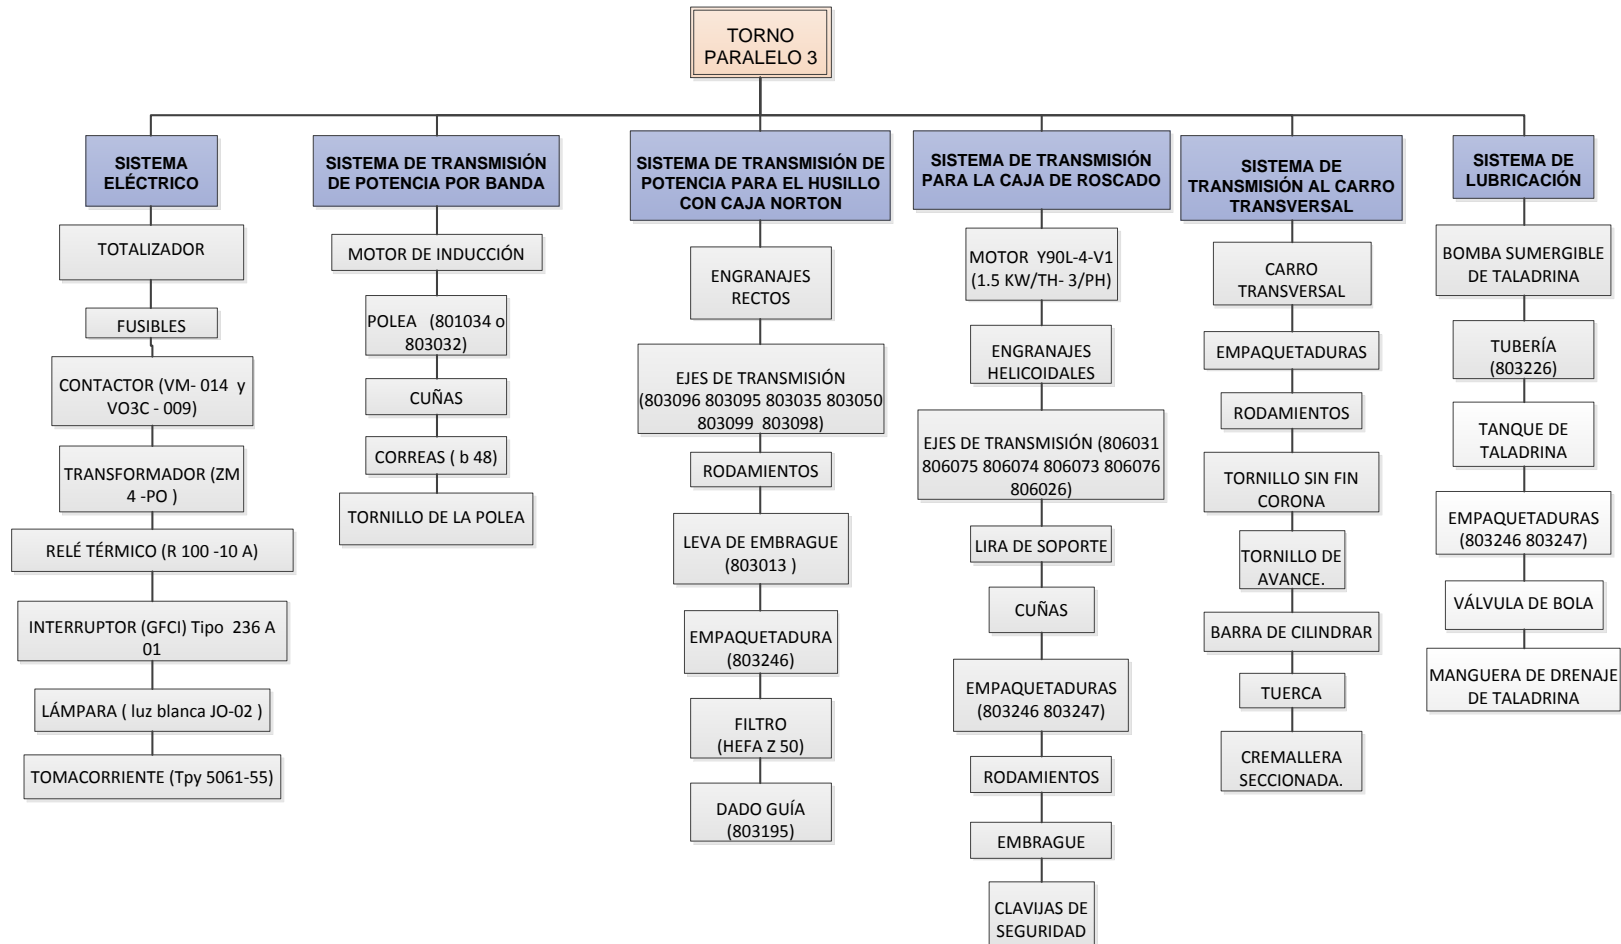 TORNO
PARALELO 3
SISTEMA
ELÉCTRICO
TOTALIZADOR
FUSIBLES
CONTACTOR (VM- 014 y
VO3C - 009)
TRANSFORMADOR (ZM
4 -PO )
RELÉ TÉRMICO (R 100 -10 A)
INTERRUPTOR (GFCI) Tipo 236 A
01
LÁMPARA ( luz blanca JO-02 )
TOMACORRIENTE (Tpy 5061-55)
SISTEMA DE TRANSMISIÓN
DE POTENCIA POR BANDA
MOTOR DE INDUCCIÓN
POLEA (801034 o
803032)
CUÑAS
CORREAS ( b 48)
TORNILLO DE LA POLEA
SISTEMA DE TRANSMISIÓN DE
POTENCIA PARA EL HUSILLO
CON CAJA NORTON
ENGRANAJES
RECTOS
EJES DE TRANSMISIÓN
(803096 803095 803035 803050
803099 803098)
RODAMIENTOS
LEVA DE EMBRAGUE
(803013 )
EMPAQUETADURA
(803246)
FILTRO
(HEFA Z 50)
DADO GUÍA
(803195)
SISTEMA DE TRANSMISIÓN
PARA LA CAJA DE ROSCADO
MOTOR Y90L-4-V1
(1.5 KW/TH- 3/PH)
ENGRANAJES
HELICOIDALES
EJES DE TRANSMISIÓN (806031
806075 806074 806073 806076
806026)
LIRA DE SOPORTE
CUÑAS
EMPAQUETADURAS
(803246 803247)
RODAMIENTOS
EMBRAGUE
CLAVIJAS DE
SEGURIDAD
SISTEMA DE
TRANSMISIÓN AL CARRO
TRANSVERSAL
CARRO
TRANSVERSAL
EMPAQUETADURAS
RODAMIENTOS
TORNILLO SIN FIN
CORONA
TORNILLO DE
AVANCE.
BARRA DE CILINDRAR
TUERCA
CREMALLERA
SECCIONADA.
SISTEMA DE
LUBRICACIÓN
BOMBA SUMERGIBLE
DE TALADRINA
TUBERÍA
(803226)
TANQUE DE
TALADRINA
EMPAQUETADURAS
(803246 803247)
VÁLVULA DE BOLA
MANGUERA DE DRENAJE
DE TALADRINA